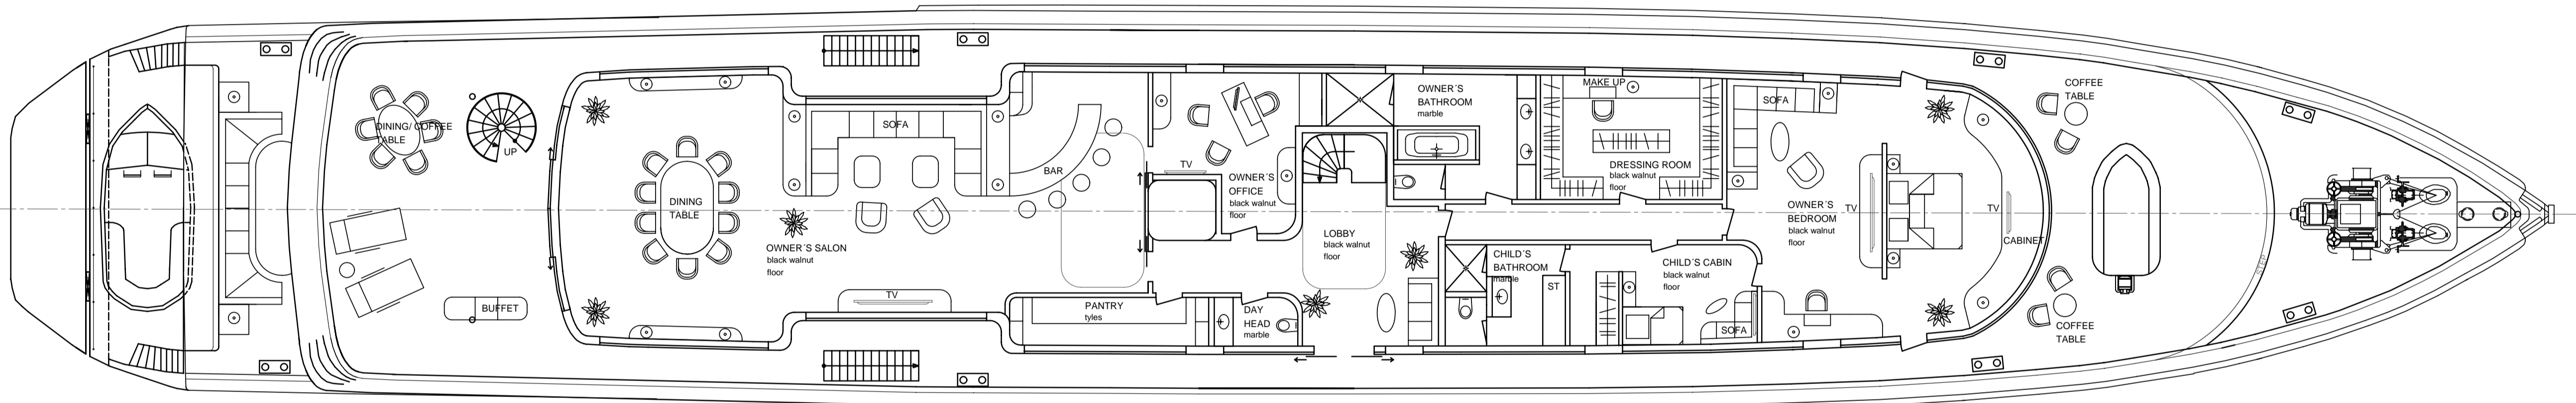 DINING/ COFFEE
TABLE
UP
BUFFET
DINING
TABLE
OWNER´S SALON
black walnut
floor
SOFA
TV
BAR
PANTRY
tyles
TV
OWNER´S
OFFICE
black walnut
floor
DAY
HEAD
marble
LOBBY
black walnut
floor
OWNER´S
BATHROOM
marble
MAKE UP
DRESSING ROOM
black walnut
floor
CHILD´S
BATHROOM
marble
ST
CHILD´S CABIN
black walnut
floor
SOFA
SOFA
OWNER´S
BEDROOM
black walnut
floor
TV
TV
CABINET
COFFEE
TABLE
COFFEE
TABLE
STEP